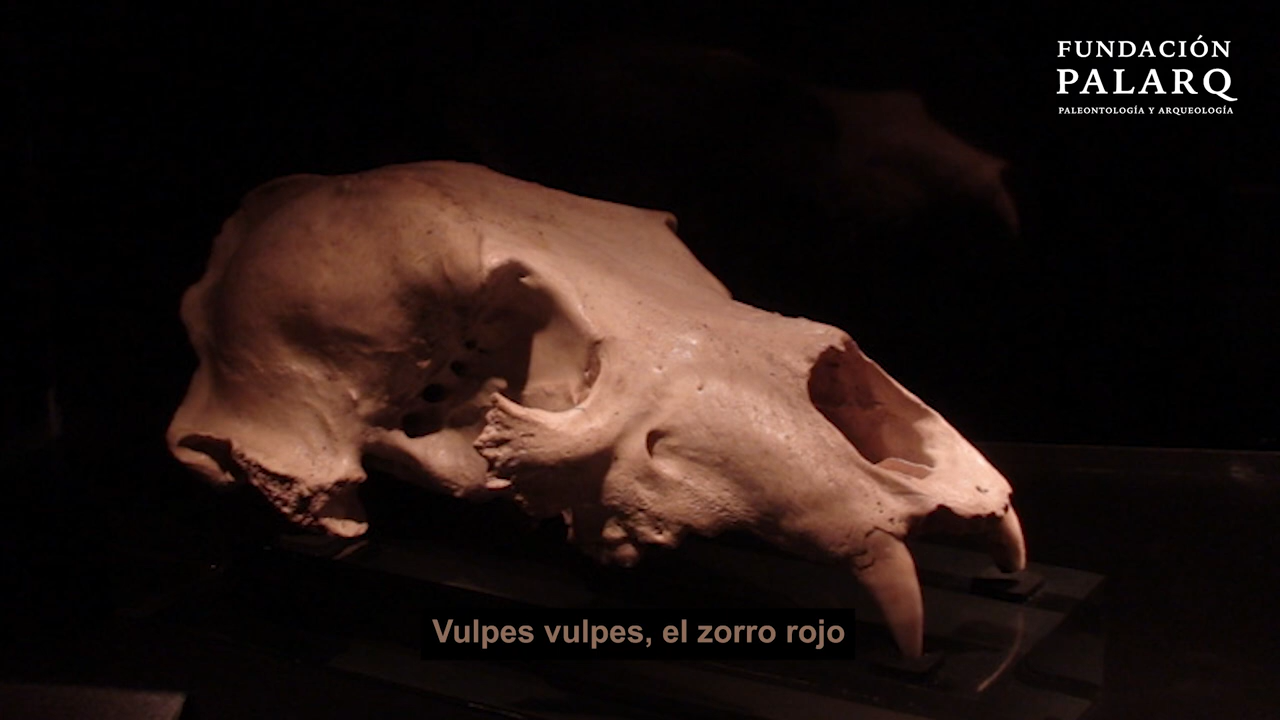 FUNDACIÓN
PALARQ
PALEONTOLOGÍA Y ARQUEOLOGÍA
Vulpes vulpes, el zorro rojo